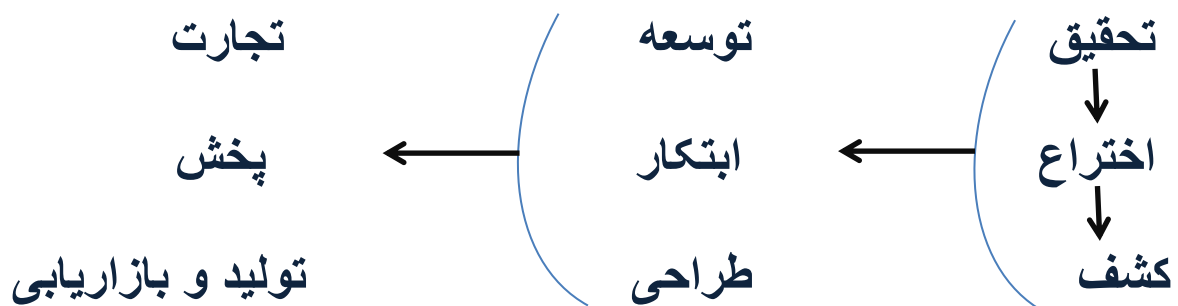 تحقیق
اختراع
کشف
توسعه
ابتکار
طراحی
تجارت
پخش
تولید و بازاریابی